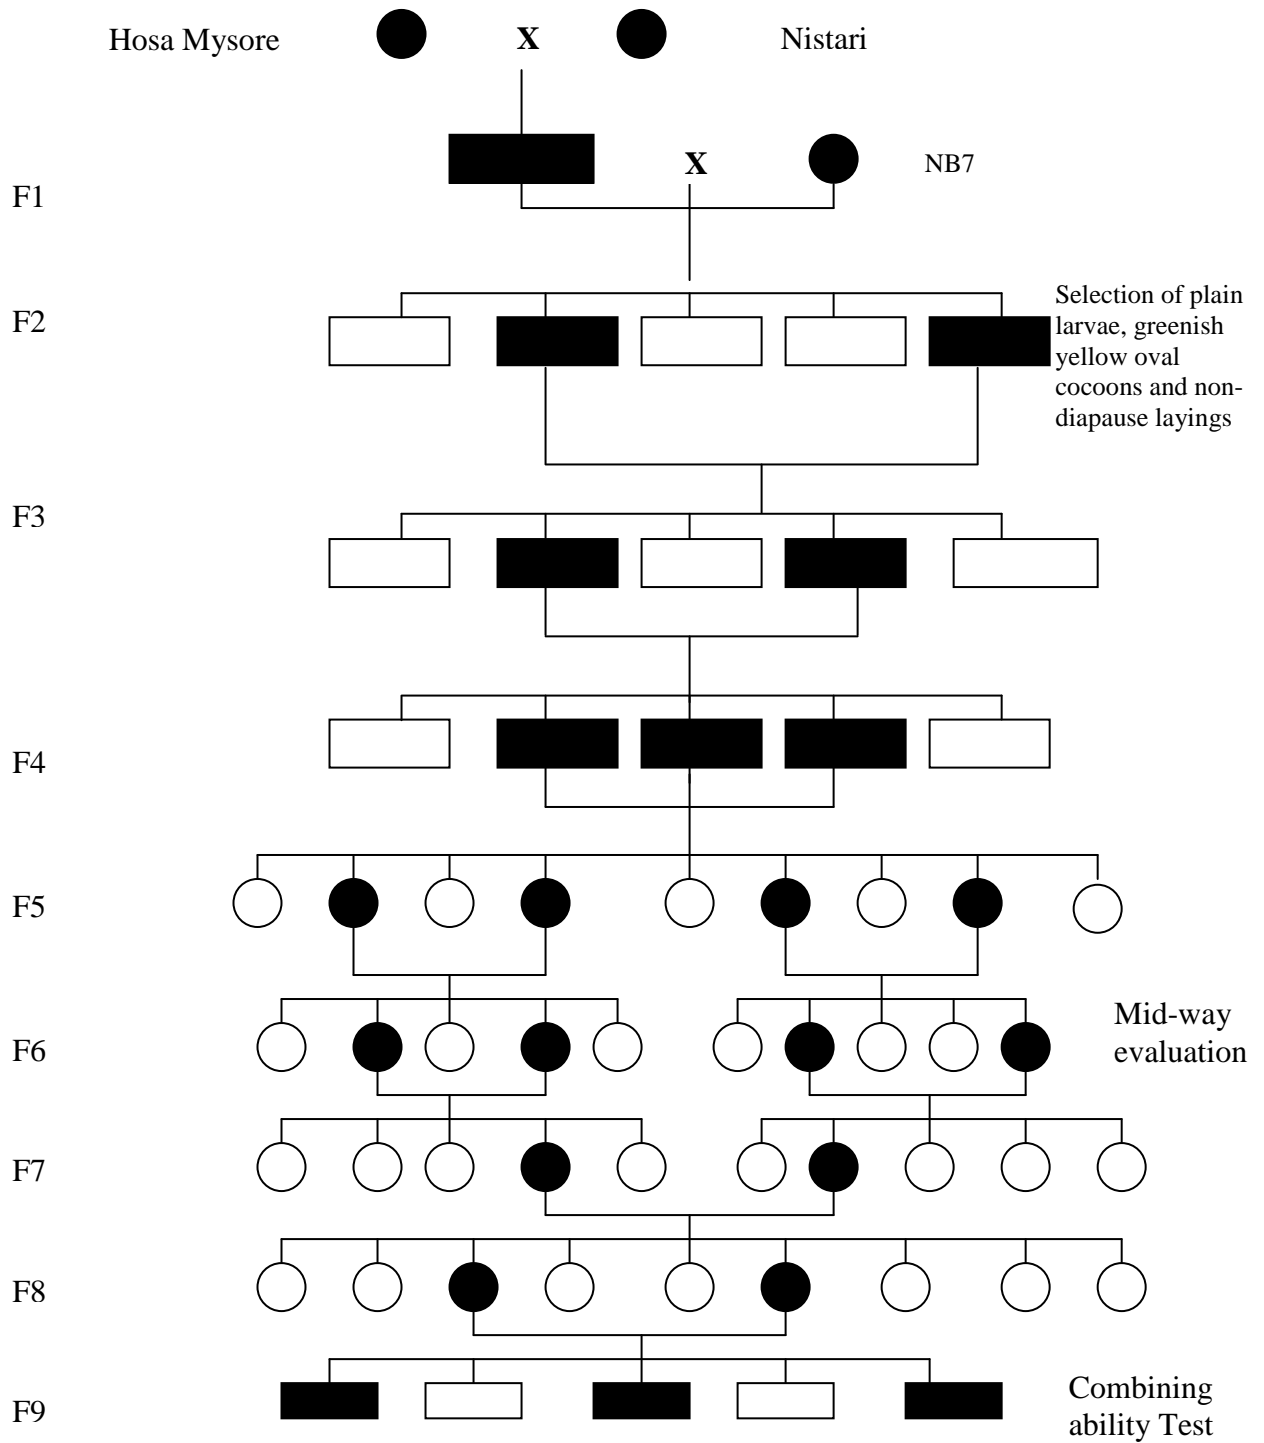 Hosa Mysore X Nistari
X NB7
F1
F2
Selection of plain
larvae, greenish
yellow oval
cocoons and non-
diapause layings
F3
F4
F5
F6
Mid-way
evaluation
F7
F8
F9
Combining
ability Test